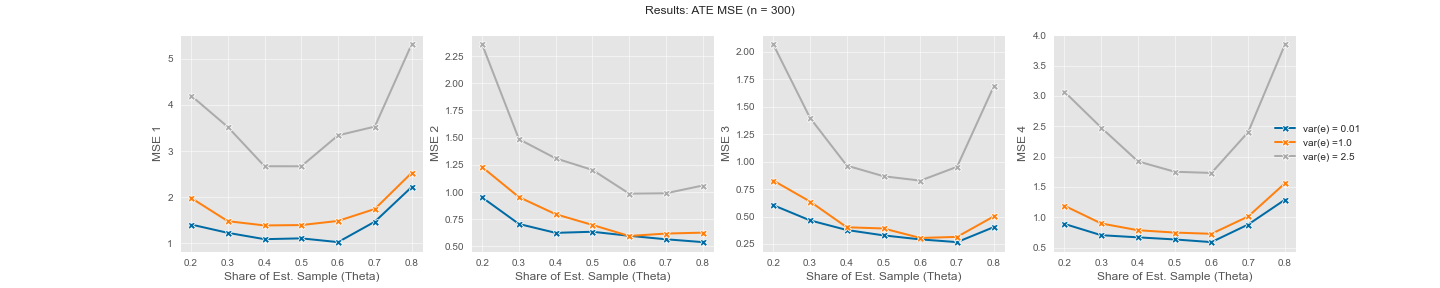 Results: ATE MSE (n = 300)
MSE 1
5
4
3
2
1
0.2 0.3 0.4 0.5 0.6 0.7 0.8
Share of Est. Sample (Theta)
MSE 2
2.25
2.00
1.75
1.50
1.25
1.00
0.75
0.50
0.2 0.3 0.4 0.5 0.6 0.7 0.8
Share of Est. Sample (Theta)
MSE 3
2.00
1.75
1.50
1.25
1.00
0.75
0.50
0.25
0.2 0.3 0.4 0.5 0.6 0.7 0.8
Share of Est. Sample (Theta)
MSE 4
4.0
3.5
3.0
2.5
2.0
1.5
1.0
0.5
0.2 0.3 0.4 0.5 0.6 0.7 0.8
Share of Est. Sample (Theta)
var(e) = 0.01
var(e) =1.0
var(e) = 2.5